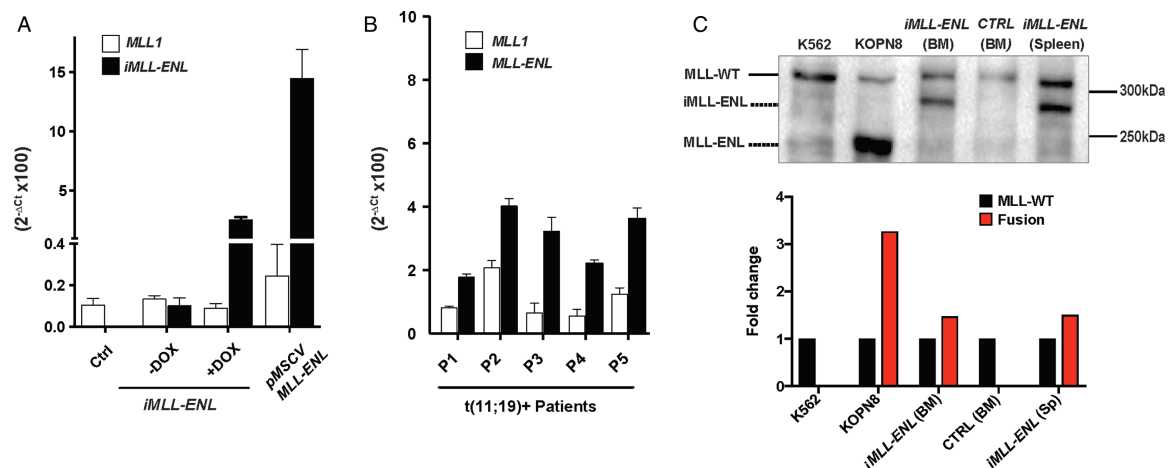 A
(2-ΔCt x100)
15
10
5
0.4
0.2
0.0
MLL1
iMLL-ENL
Ctrl
-DOX
+DOX
pMSCV
MLL-ENL
iMLL-ENL
B
(2-ΔCt x100)
10
8
6
4
2
0
MLL1
MLL-ENL
P1
P2
P3
P4
P5
t(11;19)+ Patients
C
K562
KOPN8
iMLL-ENL
(BM)
CTRL
(BM)
iMLL-ENL
(Spleen)
MLL-WT
iMLL-ENL
MLL-ENL
300kDa
250kDa
Fold change
4
3
2
1
0
MLL-WT
Fusion
K562
KOPN8
iMLL-ENL (BM)
CTRL (BM)
iMLL-ENL (Sp)